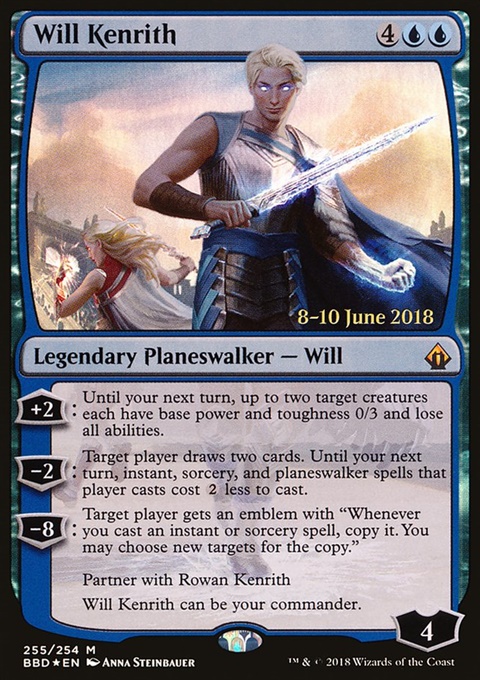 Will Kenrith 4
8–10 June 2018
Legendary Planeswalker — Will
+2: Until your next turn, up to two target creatures
each have base power and toughness 0/3 and lose
all abilities.
-2: Target player draws two cards. Until your next
turn, instant, sorcery, and planeswalker spells that
player casts cost 2 less to cast.
-8: Target player gets an emblem with “Whenever
you cast an instant or sorcery spell, copy it. You
may choose new targets for the copy.”
Partner with Rowan Kenrith
Will Kenrith can be your commander.
4
255/254 M
BBD★EN Anna Steinbauer
™ & © 2018 Wizards of the Coast